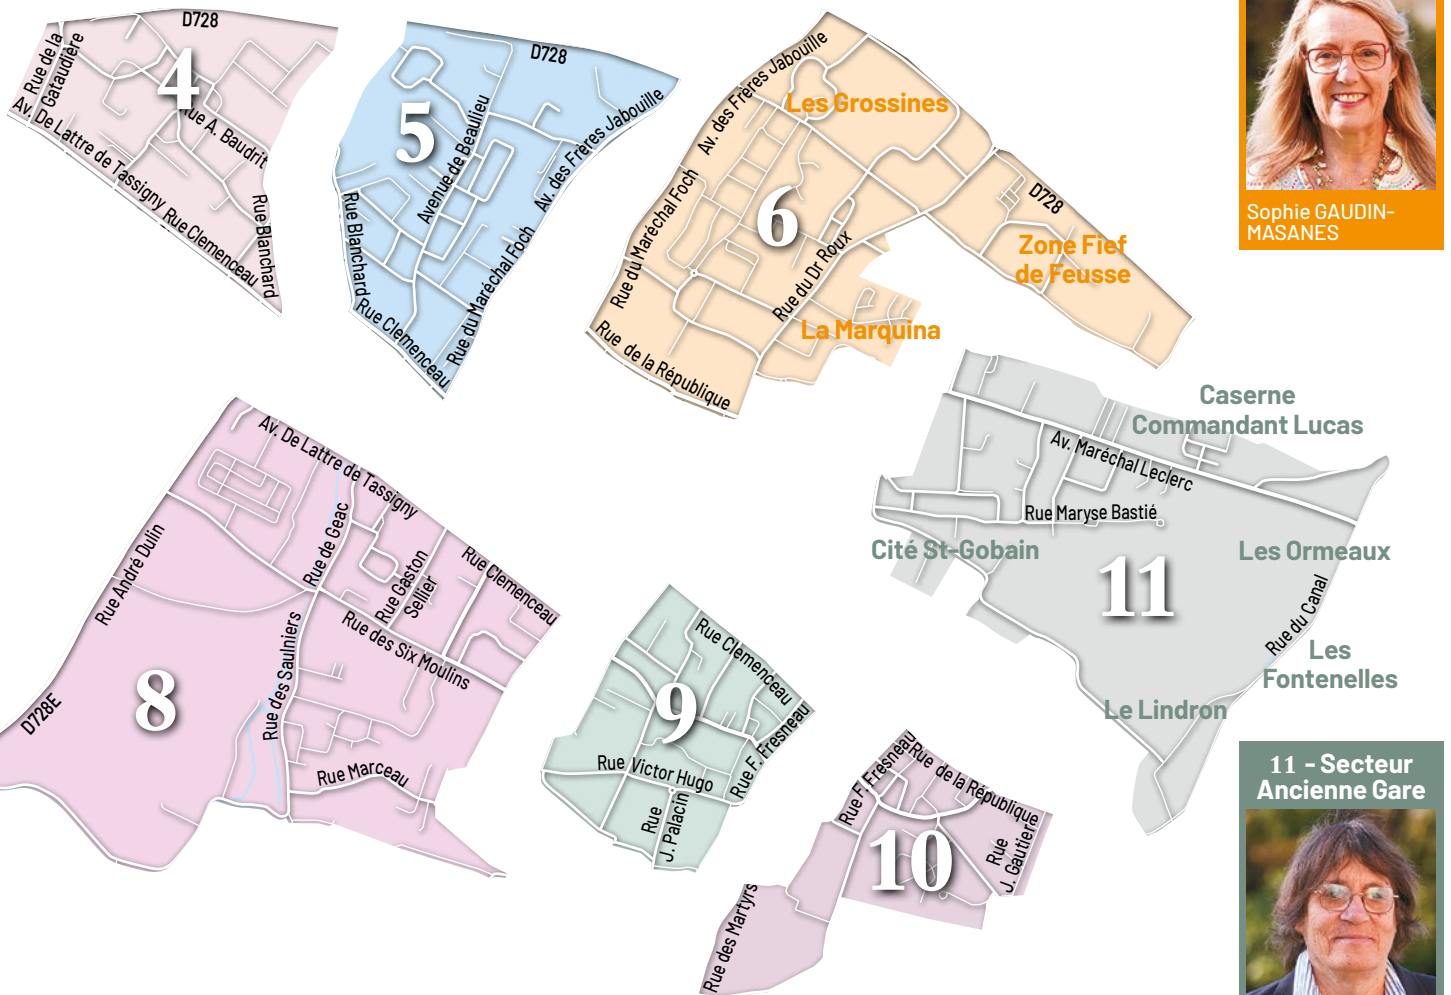 D728
4
Rue de la
Gataudière
Av. De Lattre de Tassigny
Rue A. Baudrit
Rue Clemenceau
Rue Blanchard
D728
5
Avenue de Beaulieu
Av. des Frères Jabouille
Rue Blanchard
Rue du Maréchal Foch
Rue Clemenceau
Av. des Frères Jabouille
Les Grossines
6
D728
Rue du Maréchal Foch
Zone Fief
de Feusse
Rue du Dr Roux
La Marquina
Rue de la République
Sophie GAUDIN-
MASANES
Av. De Lattre de Tassigny
Rue de Geac
Rue André Dulin
Rue Gaston
Sellier
Rue Clemenceau
Rue des Six Moulins
Rue des Saulniers
8
D728E
Rue Marceau
Rue Clemenceau
9
Rue F. Fresneau
Rue Victor Hugo
Rue
J. Palacin
Rue F. Fresneau
Rue de la République
10
Rue
J. Gautier
Rue des Martyrs
Caserne
Commandant Lucas
Av. Maréchal Leclerc
Rue Maryse Bastié
Cité St-Gobain
Les Ormeaux
11
Rue du Canal
Les
Fontenelles
Le Lindron
11 - Secteur
Ancienne Gare